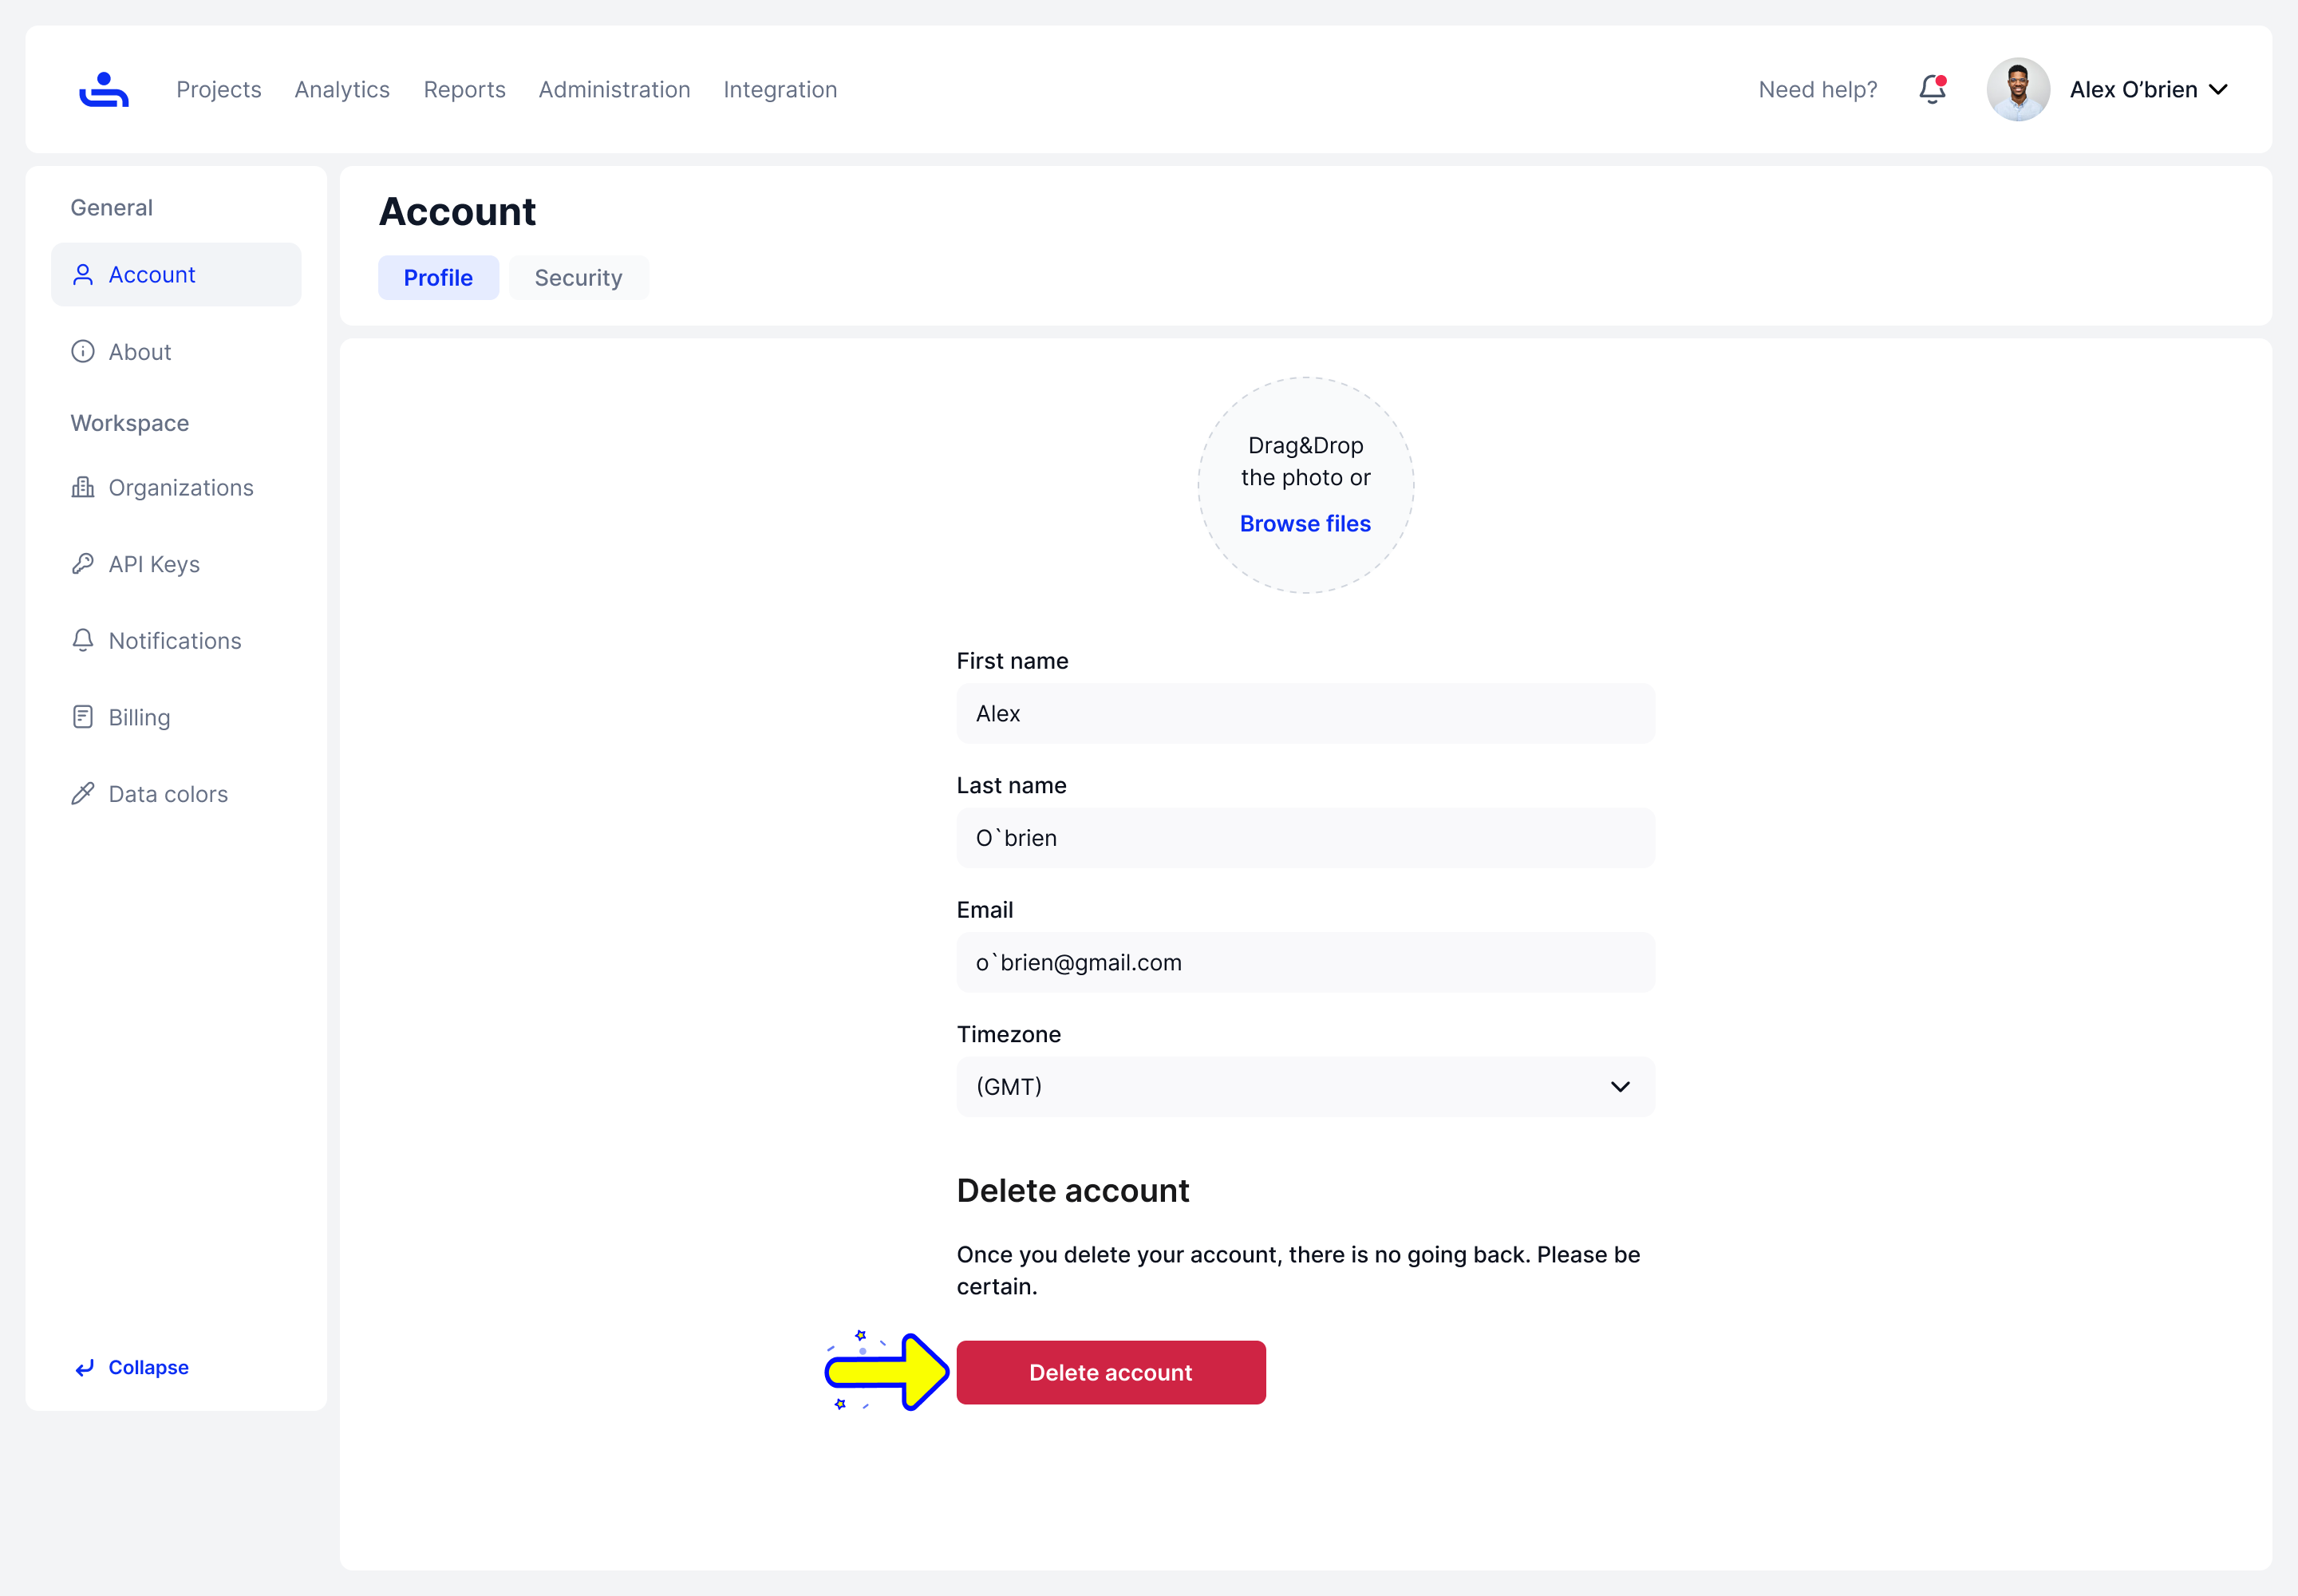 Projects
Analytics
Reports
Administration
Integration
Need help?
Alex O’brien
General
Account
About
Workspace
Organizations
API Keys
Notifications
Billing
Data colors
Collapse
Account
Profile
Security
Drag&Drop
the photo or
Browse files
First name
Alex
Last name
O`brien
Email
o`brien@gmail.com
Timezone
(GMT)
Delete account
Once you delete your account, there is no going back. Please be
certain.
Delete account